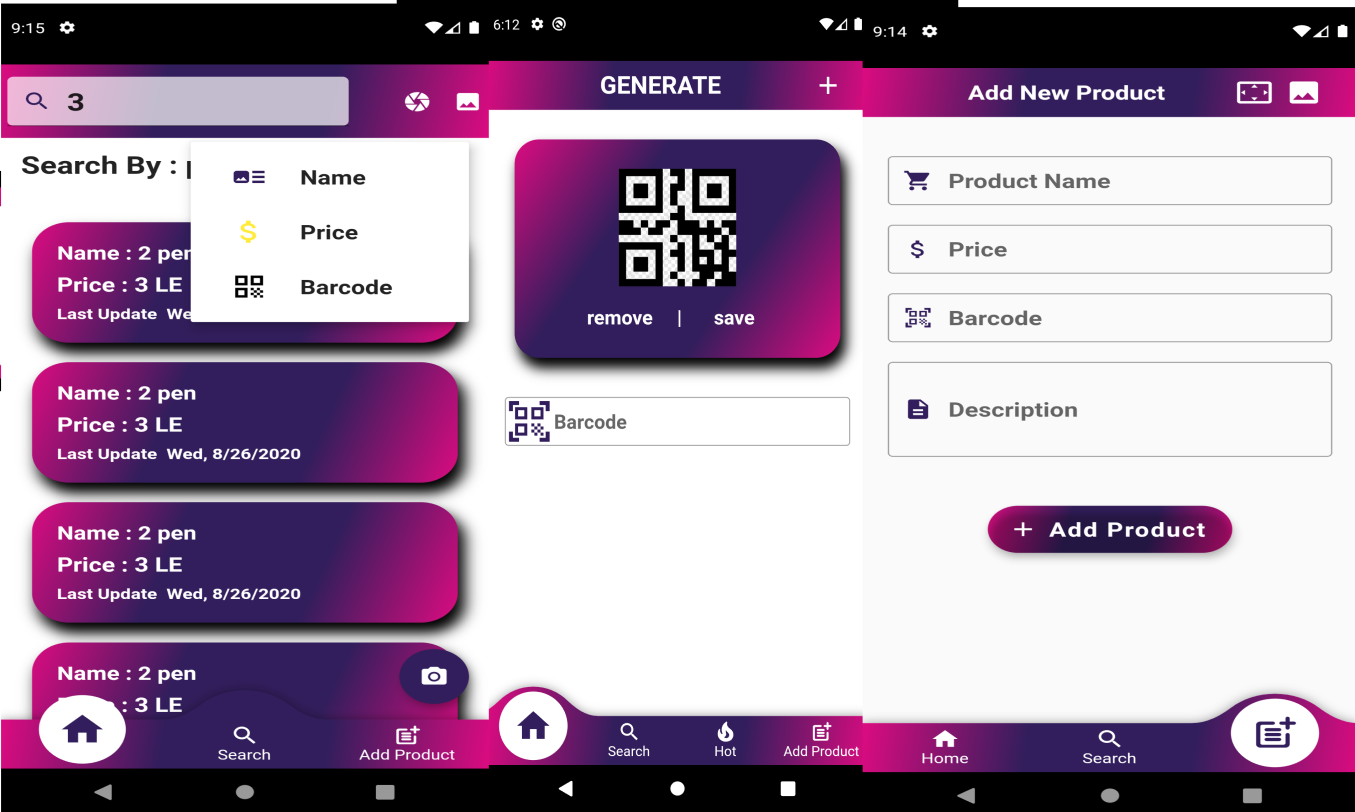 9:15
3
Search By :
Name
Price
Barcode
Name : 2 pen
Price : 3 LE
Last Update
Name : 2 pen
Price : 3 LE
Last Update Wed, 8/26/2020
Name : 2 pen
Price : 3 LE
Last Update Wed, 8/26/2020
Name : 2 pen
: 3 LE
Search
Add Product
6:12
GENERATE
remove | save
Barcode
Search
Hot
Add Product
9:14
Add New Product
Product Name
Price
Barcode
Description
+ Add Product
Home
Search